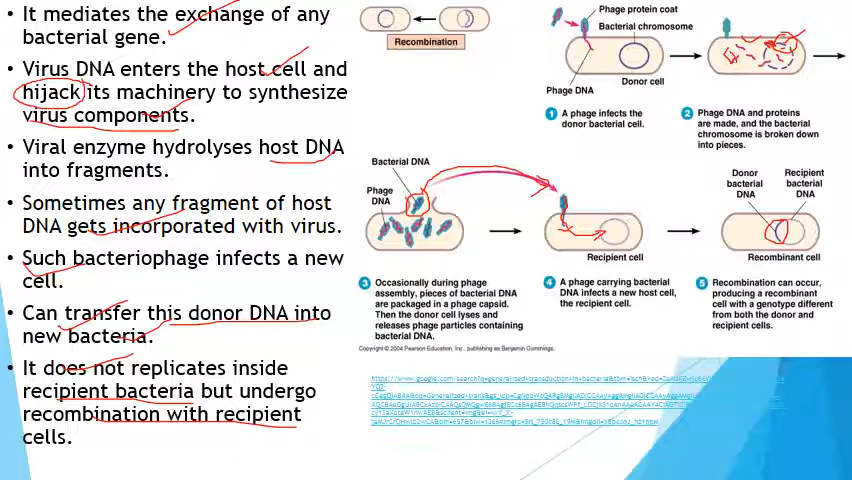 It mediates the exchange of any
bacterial gene.
• Virus DNA enters the host cell and
hijack its machinery to synthesize
virus components.
• Viral enzyme hydrolyses host DNA
into fragments.
• Sometimes any fragment of host
DNA gets incorporated with virus.
• Such bacteriophage infects a new
cell.
• Can transfer this donor DNA into
new bacteria.
• It does not replicates inside
recipient bacteria but undergo
recombination with recipient
cells.
Recombination
Phage protein coat
Bacterial chromosome
Phage DNA
Donor cell
1 A phage infects the
donor bacterial cell.
2 Phage DNA and proteins
are made, and the bacterial
chromosome is broken down
into pieces.
Bacterial DNA
Phage
DNA
Recipient cell
Donor
bacterial
DNA
Recipient
bacterial
DNA
Recombinant cell
3 Occasionally during phage
assembly, pieces of bacterial DNA
are packaged in a phage capsid.
Then the donor cell lyses and
releases phage particles containing
bacterial DNA.
4 A phage carrying bacterial
DNA infects a new host cell,
the recipient cell.
5 Recombination can occur,
producing a recombinant
cell with a genotype different
from both the donor and
recipient cells.
Copyright © 2004 Pearson Education, Inc., publishing as Benjamin Cummings.